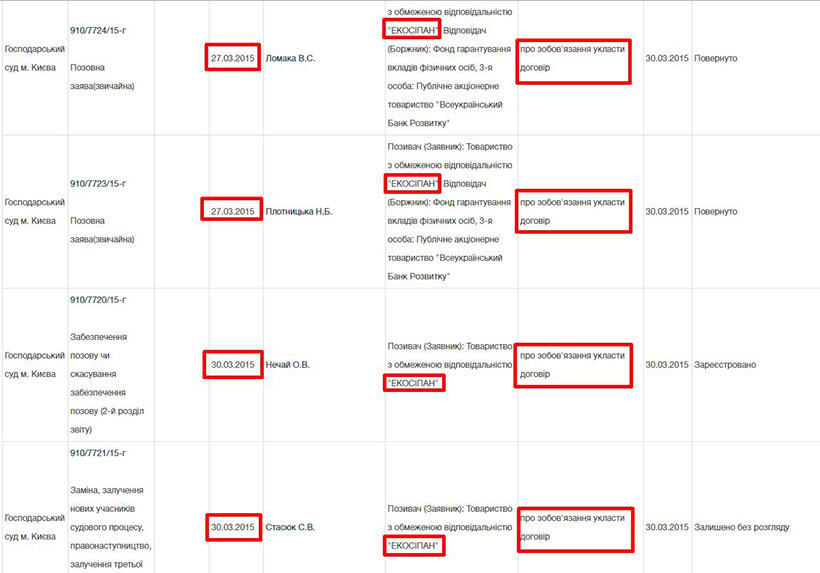 з обмеженою відповідальністю
910/7724/15-г
"ЕКОСІПАН" Відповідач
Господарський
(Боржник): Фонд гарантування
про зобов'язання укласти
27.03.2015
Ломака В.С.
30.03.2015
Повернуто
суд м. Києва
Позовна
вкладів фізичних осіб, 3-я
договір
заява(звичайна)
особа: Публічне акціонерне
товариство "Всеукраїнський
Банк Розвитку"
Позивач (Заявник): Товариство
з обмеженою відповідальністю
910/7723/15-г
"ЕКОСІПАН" Відповідач
Господарський
(Боржник): Фонд гарантування
про зобов'язання укласти
27.03.2015
Плотницька Н.Б.
30.03.2015
Повернуто
суд м. Києва
Позовна
вкладів фізичних осіб, 3-я
договір
заява(звичайна)
особа: Публічне акціонерне
товариство "Всеукраїнський
Банк Розвитку"
910/7720/15-г
Забезпечення
Господарський
позову чи
Позивач (Заявник): Товариство
про зобов'язання укласти
суд м. Києва
скасування
30.03.2015
Нечай О.В.
з обмеженою відповідальністю
договір
30.03.2015
Зареєстровано
забезпечення
"ЕКОСІПАН"
позову (2-й розділ
звіту)
910/7721/15-г
Заміна, залучення
Господарський
нових учасників
Позивач (Заявник): Товариство
про зобов'язання укласти
суд м. Києва
судового процесу,
30.03.2015
Стасюк С.В.
з обмеженою відповідальністю
договір
30.03.2015
Залишено без розгляду
правонаступництво,
"ЕКОСІПАН"
залучення третьої